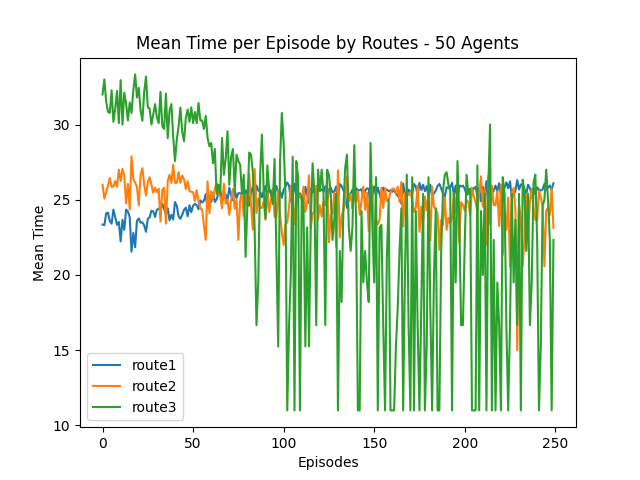 Mean Time per Episode by Routes - 50 Agents
30
25
20
15
10
Mean Time
route1
route2
route3
0
50
100
150
200
250
Episodes